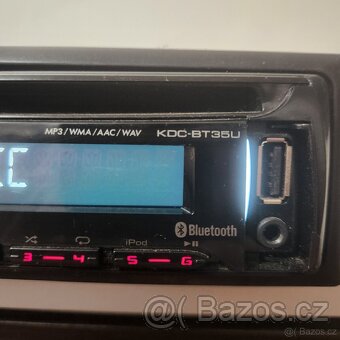 MP3/WMA/AAC/WAV KDC-BT35U
C
Bluetooth
iPod
3 4 5 6
Bazos.cz